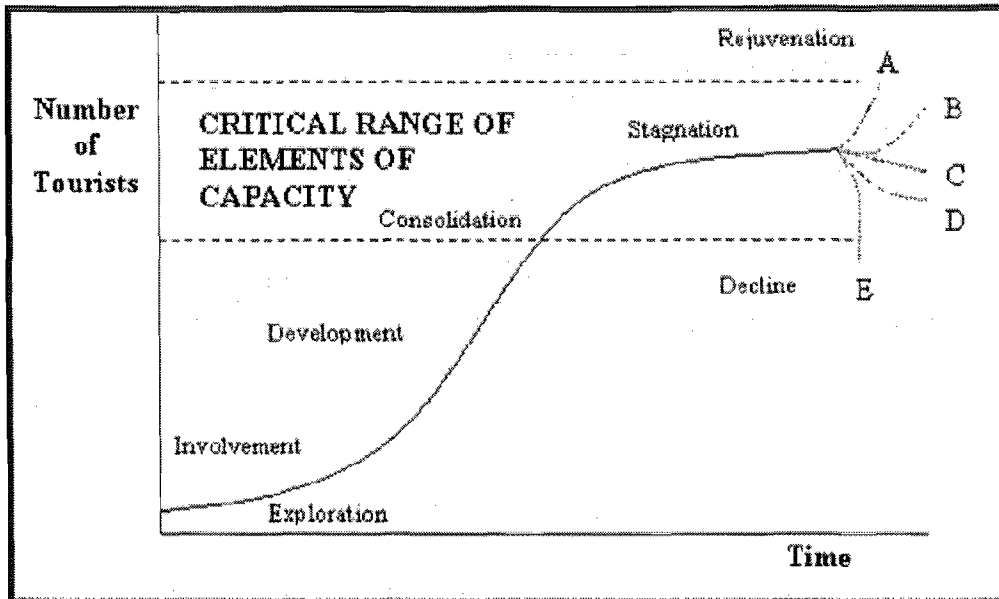 Rejuvenation
A
Number
of
Tourists
CRITICAL RANGE OF
ELEMENTS OF
CAPACITY
Stagnation
B
C
D
Consolidation
Decline
E
Development
Involvement
Exploration
Time